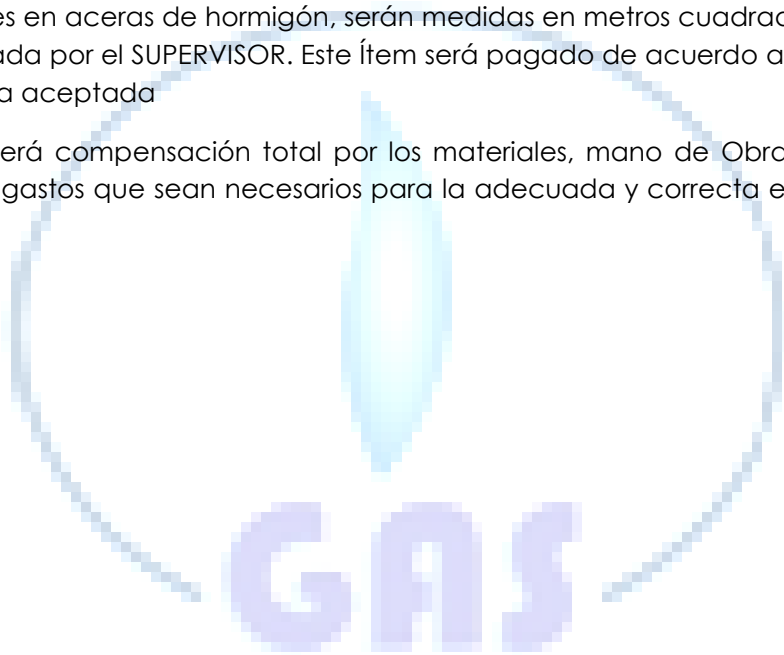 es en aceras de hormigón, serán medidas en metros cuadrad
ada por el SUPERVISOR. Este Ítem será pagado de acuerdo a
a aceptada
erá compensación total por los materiales, mano de Obra
gastos que sean necesarios para la adecuada y correcta e
GAS